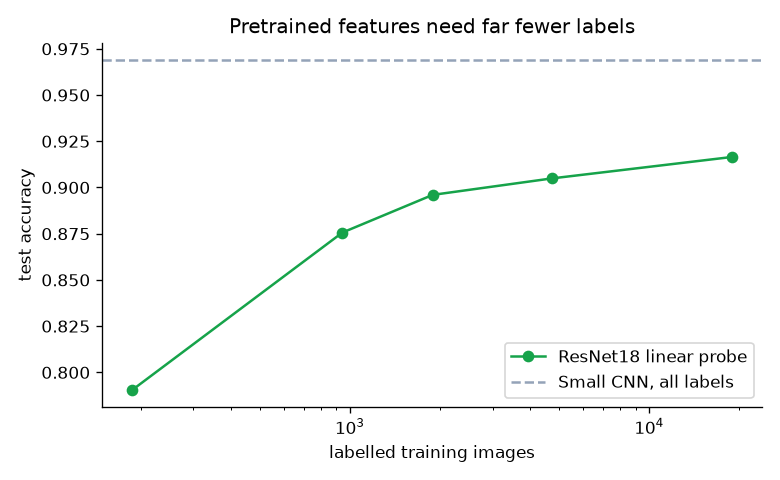 Pretrained features need far fewer labels
0.975
0.950
0.925
0.900
0.875
0.850
0.825
0.800
test accuracy
ResNet18 linear probe
Small CNN, all labels
10³
10⁴
labelled training images